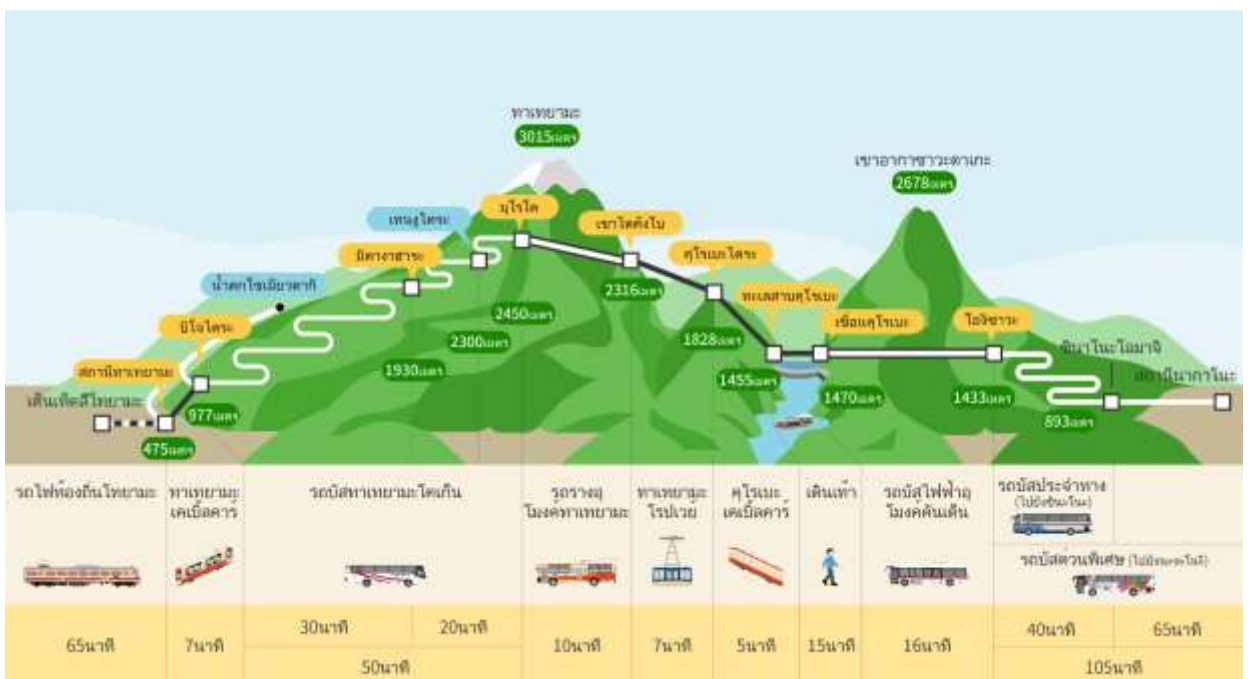 ทาเทยามะ
3015เมตร
เขาอากาซาวะดาเกะ
2678เมตร
มุโรโด
เขาไดคังโบ
มิดางาฮาระ
คุโรเบะไดระ
น้ำตกโชเมียวดากิ
ทะเลสาบคุโรเบะ
บิโจไดระ
เขื่อนคุโรเบะ
โอกิซาวะ
สถานีทาเทยามะ
ชินาโนะโอมาจิ
สถานีนากาโนะ
2316เมตร
2450เมตร
2300เมตร
1828เมตร
1930เมตร
1455เมตร
1470เมตร
1433เมตร
893เมตร
977เมตร
475เมตร
รถไฟท้องถิ่นโทยามะ
ทาเทยามะ
เคเบิ้ลคาร์
รถบัสทาเทยามะโคเก็น
รถรางอุ
โมงค์ทาเทยามะ
ทาเทยามะ
โรปเวย์
คุโรเบะ
เคเบิ้ลคาร์
เดินเท้า
รถบัสไฟฟ้าอุ
โมงค์คันเด็น
รถบัสประจำทาง
รถบัสด่วนพิเศษ
65นาที
7นาที
30นาที
20นาที
50นาที
10นาที
7นาที
5นาที
15นาที
16นาที
40นาที
65นาที
105นาที